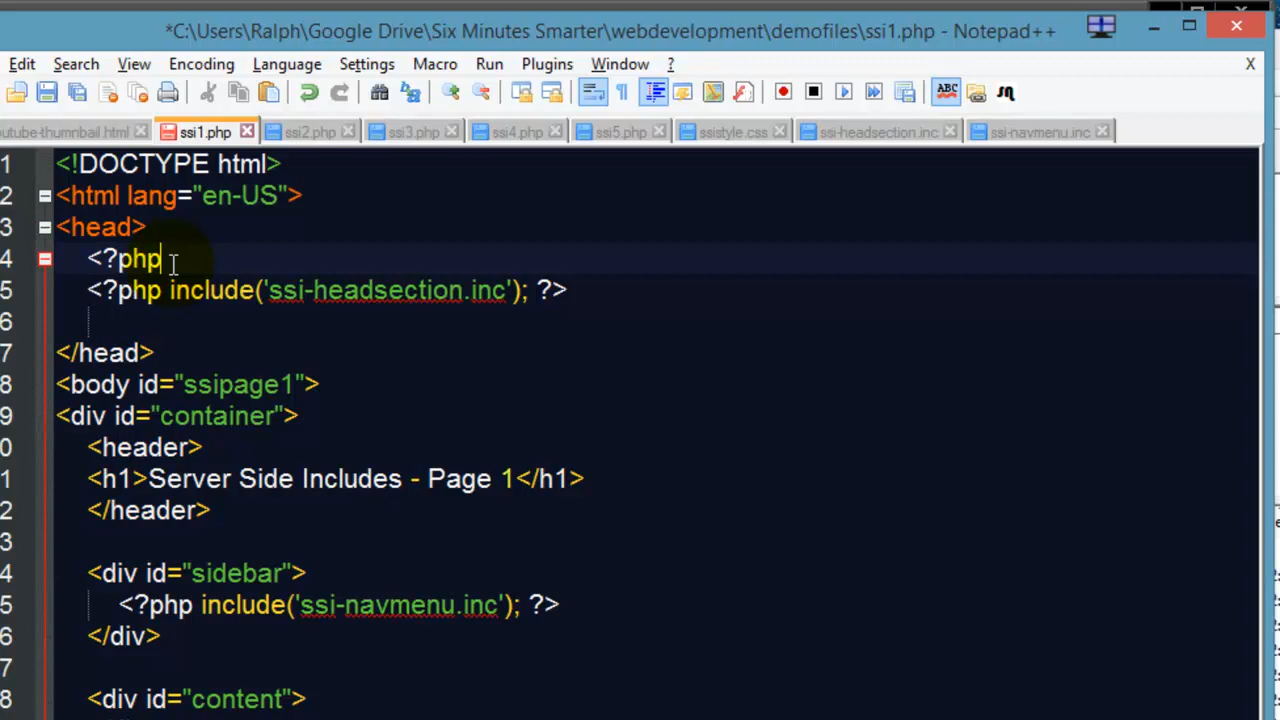 *C:\Users\Ralph\Google Drive\Six Minutes Smarter\webdevelopment\demofiles\ssi1.php - Notepad++
Edit Search View Encoding Language Settings Macro Run Plugins Window ? X
outube-thumnbail.html ssi1.php ssi2.php ssi3.php ssi4.php ssi5.php ssistyle.css ssi-headsection.inc ssi-navmenu.inc
1 <!DOCTYPE html>
2 <html lang="en-US">
3 <head>
4 <?php
5 <?php include('ssi-headsection.inc'); ?>
6
7 </head>
8 <body id="ssipage1">
9 <div id="container">
0 <header>
1 <h1>Server Side Includes - Page 1</h1>
2 </header>
3
4 <div id="sidebar">
5 <?php include('ssi-navmenu.inc'); ?>
6 </div>
7
8 <div id="content">